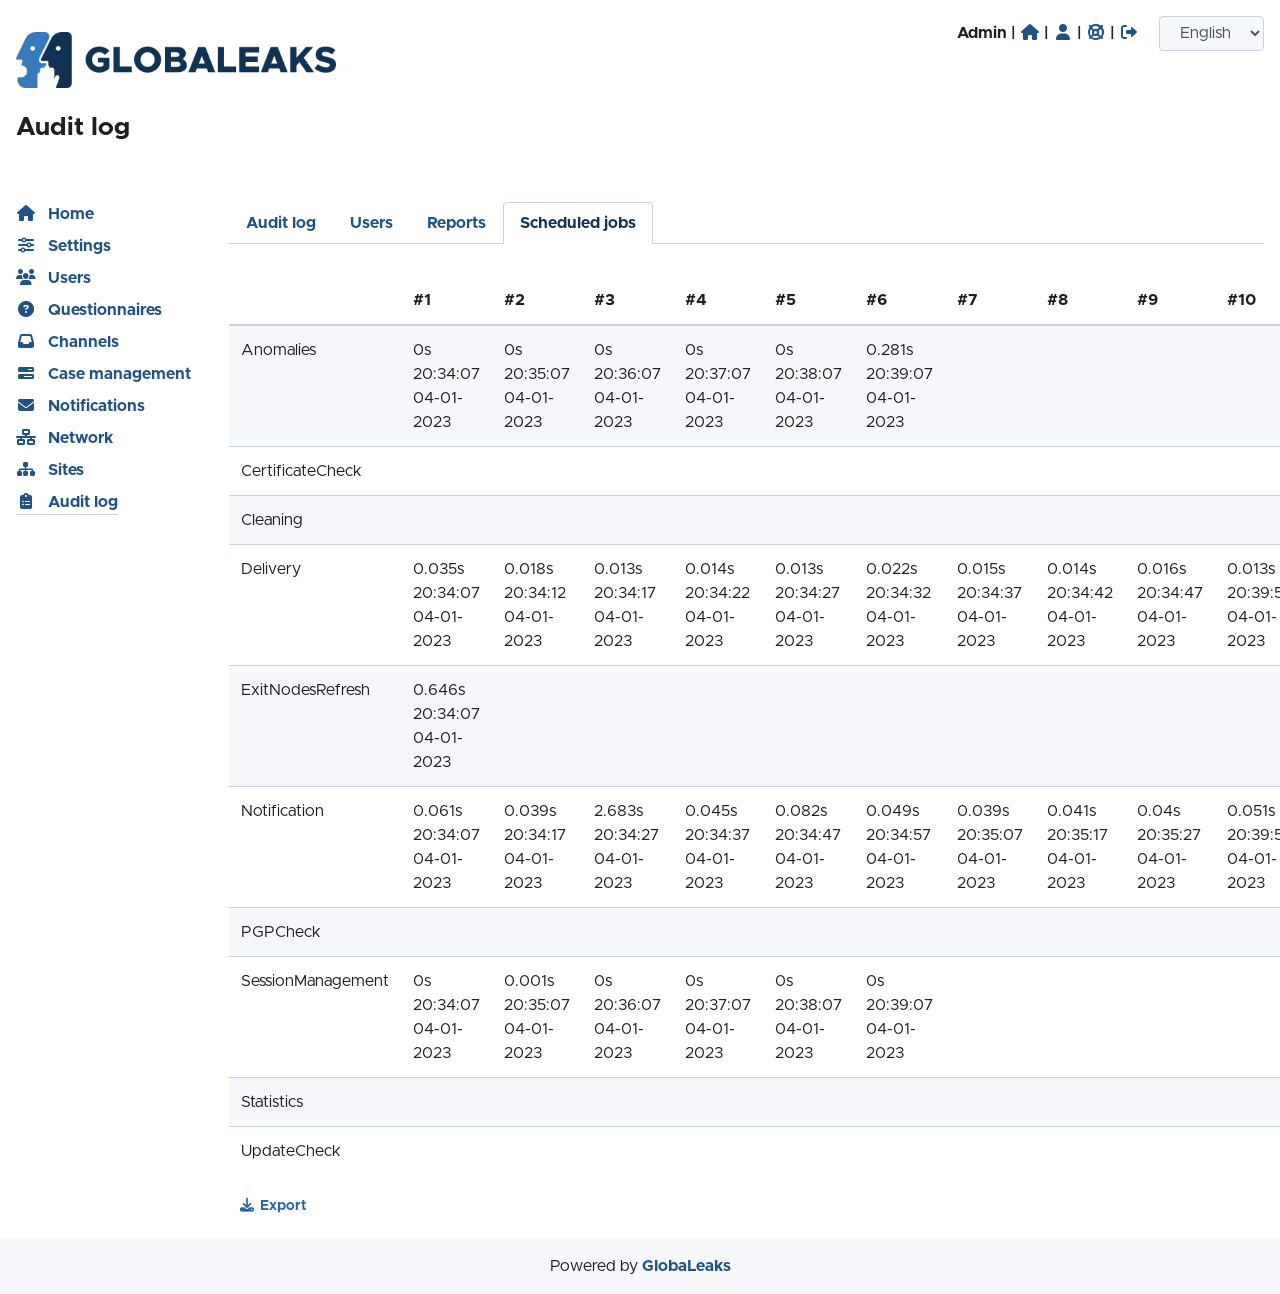 Admin | | | |
English
GLOBALEAKS
Audit log
Home
Settings
Users
Questionnaires
Channels
Case management
Notifications
Network
Sites
Audit log
Audit log Users Reports Scheduled jobs
#1 #2 #3 #4 #5 #6 #7 #8 #9 #10
Anomalies 0s 0s 0s 0s 0s 0.281s
20:34:07 20:35:07 20:36:07 20:37:07 20:38:07 20:39:07
04-01- 04-01- 04-01- 04-01- 04-01- 04-01-
2023 2023 2023 2023 2023 2023
CertificateCheck
Cleaning
Delivery 0.035s 0.018s 0.013s 0.014s 0.013s 0.022s 0.015s 0.014s 0.016s 0.013s
20:34:07 20:34:12 20:34:17 20:34:22 20:34:27 20:34:32 20:34:37 20:34:42 20:34:47
04-01- 04-01- 04-01- 04-01- 04-01- 04-01- 04-01- 04-01- 04-01- 04-01-
2023 2023 2023 2023 2023 2023 2023 2023 2023 2023
ExitNodesRefresh 0.646s
20:34:07
04-01-
2023
Notification 0.061s 0.039s 2.683s 0.045s 0.082s 0.049s 0.039s 0.041s 0.04s 0.051s
20:34:07 20:34:17 20:34:27 20:34:37 20:34:47 20:34:57 20:35:07 20:35:17 20:35:27
04-01- 04-01- 04-01- 04-01- 04-01- 04-01- 04-01- 04-01- 04-01- 04-01-
2023 2023 2023 2023 2023 2023 2023 2023 2023 2023
PGPCheck
SessionManagement 0s 0.001s 0s 0s 0s 0s
20:34:07 20:35:07 20:36:07 20:37:07 20:38:07 20:39:07
04-01- 04-01- 04-01- 04-01- 04-01- 04-01-
2023 2023 2023 2023 2023 2023
Statistics
UpdateCheck
Export
Powered by GlobaLeaks